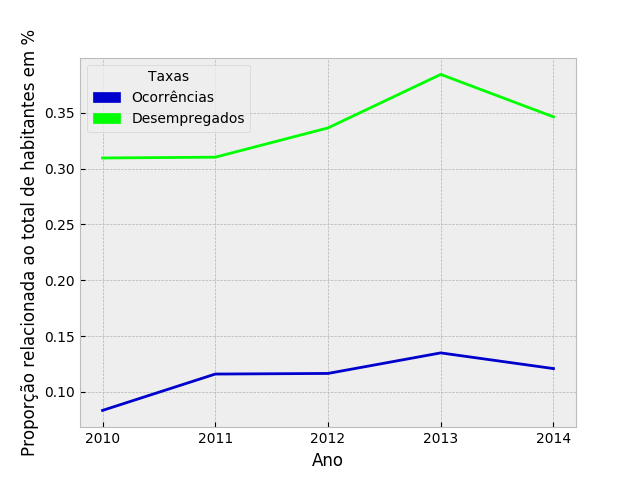 Proporção relacionada ao total de habitantes em %
Taxas
Ocorrências
Desempregados
0.35
0.30
0.25
0.20
0.15
0.10
2010 2011 2012 2013 2014
Ano